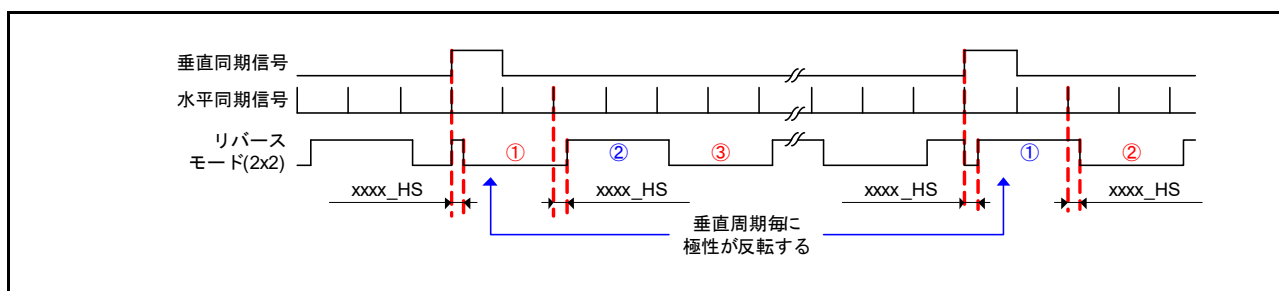 垂直同期信号
水平同期信号
リバース
モード(2x2)
① ② ③ ① ②
xxxx_HS xxxx_HS xxxx_HS xxxx_HS
垂直周期毎に
極性が反転する